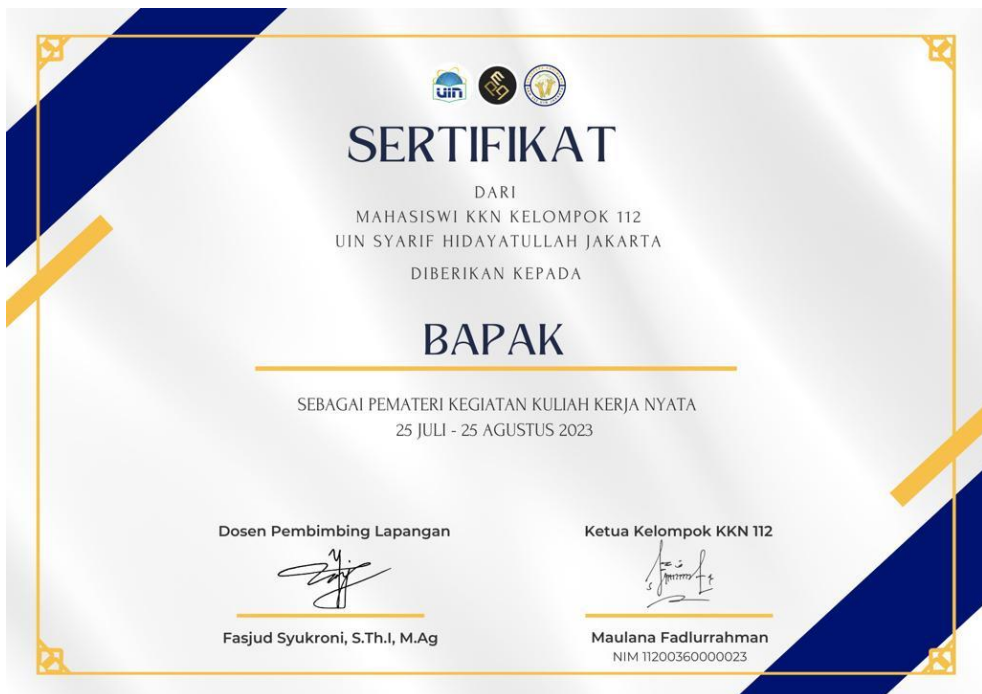 uin
SERTIFIKAT
DARI
MAHASISWI KKN KELOMPOK 112
UIN SYARIF HIDAYATULLAH JAKARTA
DIBERIKAN KEPADA
BAPAK
SEBAGAI PEMATERI KEGIATAN KULIAH KERJA NYATA
25 JULI - 25 AGUSTUS 2023
Dosen Pembimbing Lapangan
Ketua Kelompok KKN 112
Fasjud Syukroni, S.Th.I, M.Ag
Maulana Fadlurrahman
NIM 11200360000023